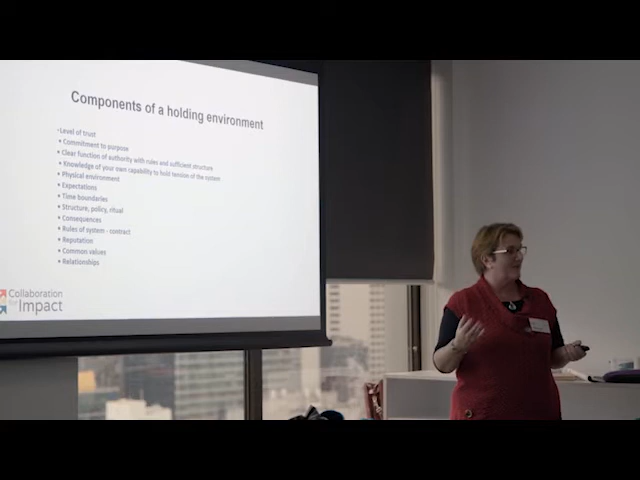 Components of a holding environment
-Level of trust
• Commitment to purpose
• Clear function of authority with rules and sufficient structure
• Knowledge of your own capability to hold tension of the system
• Physical environment
• Expectations
• Time boundaries
• Structure, policy, ritual
• Consequences
• Rules of system - contract
• Reputation
• Common values
• Relationships
Collaboration
for Impact